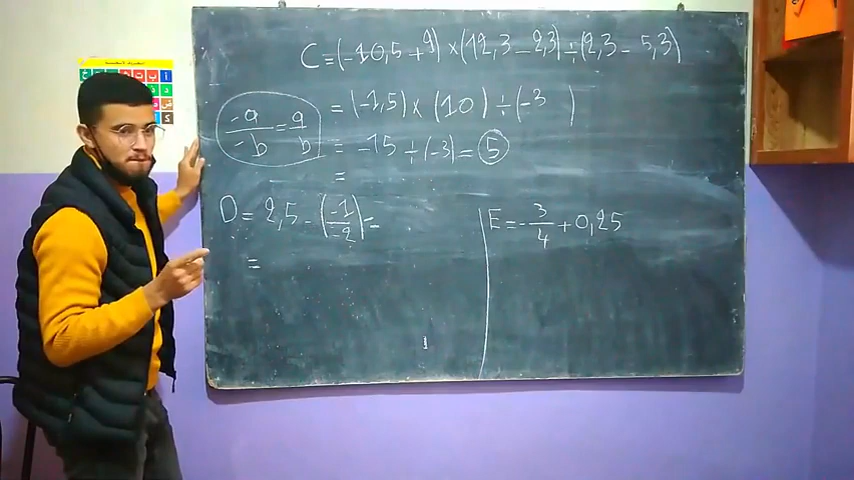 C=(-10,5+9)×(12,3-2,3)÷(2,3-5,3)
-a/-b=a/b
=(-1,5)×(10)÷(-3 )
=-15÷(-3)=5
=
D=2,5-(-1/-2)=
=
E=-3/4+0,25